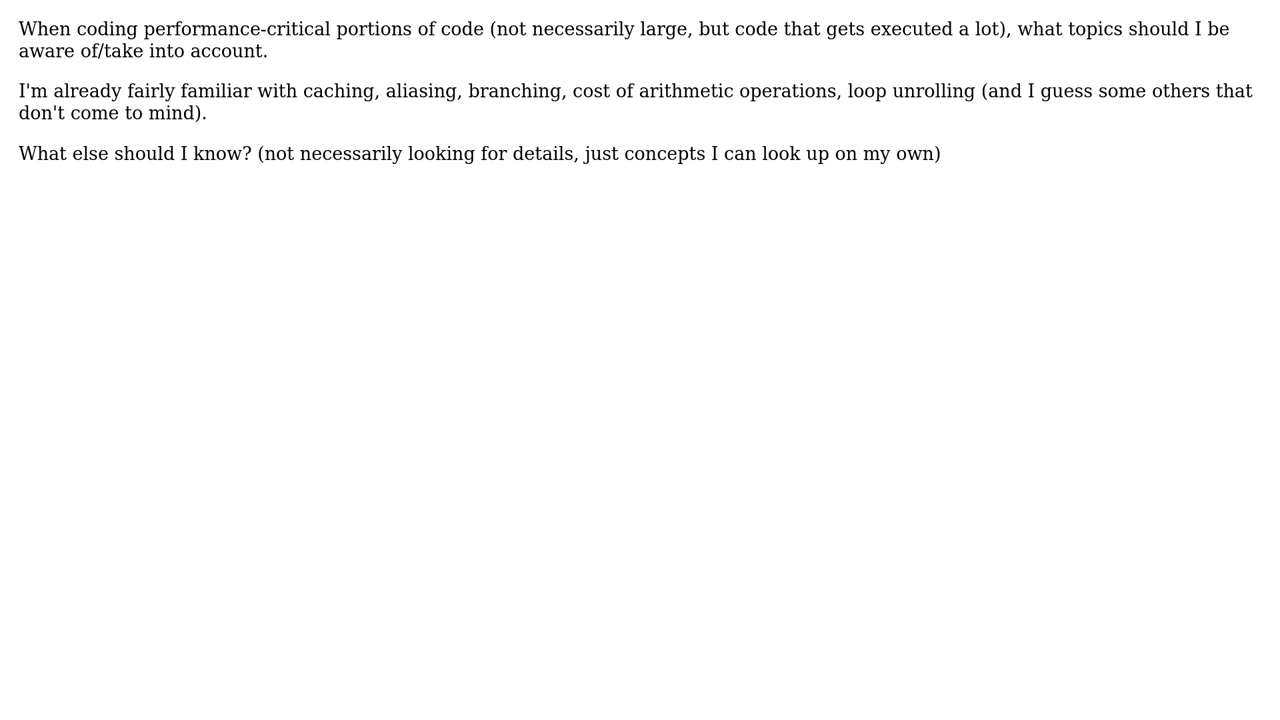 When coding performance-critical portions of code (not necessarily large, but code that gets executed a lot), what topics should I be
aware of/take into account.
I'm already fairly familiar with caching, aliasing, branching, cost of arithmetic operations, loop unrolling (and I guess some others that
don't come to mind).
What else should I know? (not necessarily looking for details, just concepts I can look up on my own)